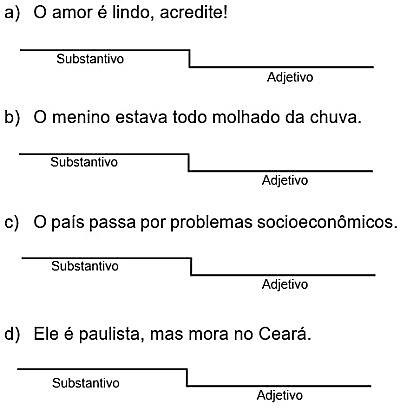 a) O amor é lindo, acredite!
Substantivo
Adjetivo
b) O menino estava todo molhado da chuva.
Substantivo
Adjetivo
c) O país passa por problemas socioeconômicos.
Substantivo
Adjetivo
d) Ele é paulista, mas mora no Ceará.
Substantivo
Adjetivo